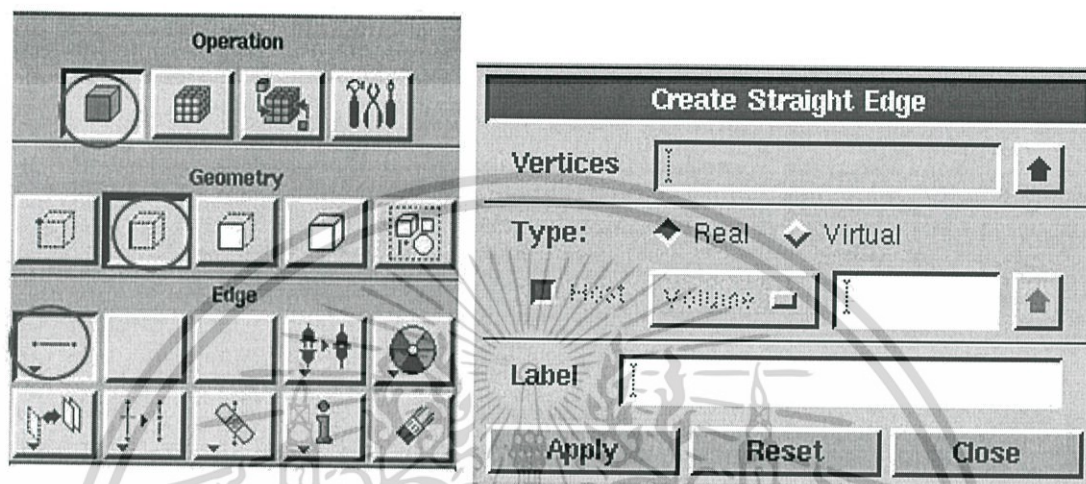 Operation
Geometry
Edge
Create Straight Edge
Vertices
Type: Real Virtual
Host Volume
Label
Apply Reset Close